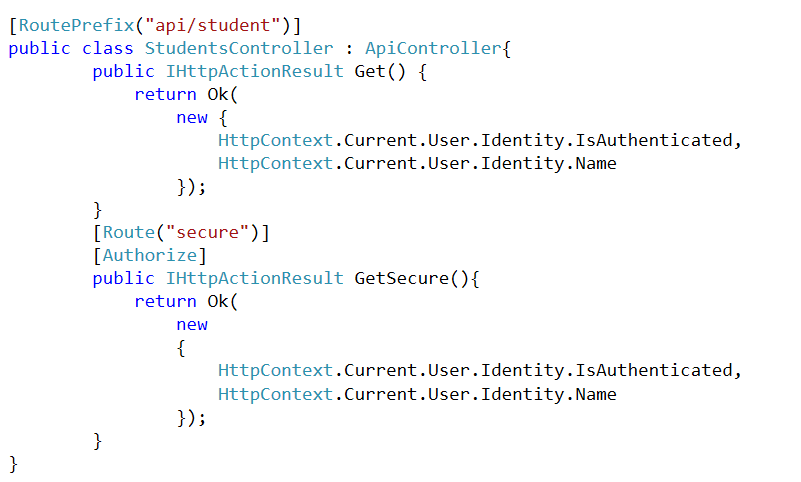 [RoutePrefix("api/student")]
public class StudentsController : ApiController{
        public IHttpActionResult Get() {
            return Ok(
                new {
                    HttpContext.Current.User.Identity.IsAuthenticated,
                    HttpContext.Current.User.Identity.Name
                });
        }
        [Route("secure")]
        [Authorize]
        public IHttpActionResult GetSecure(){
            return Ok(
                new
                {
                    HttpContext.Current.User.Identity.IsAuthenticated,
                    HttpContext.Current.User.Identity.Name
                });
        }
}